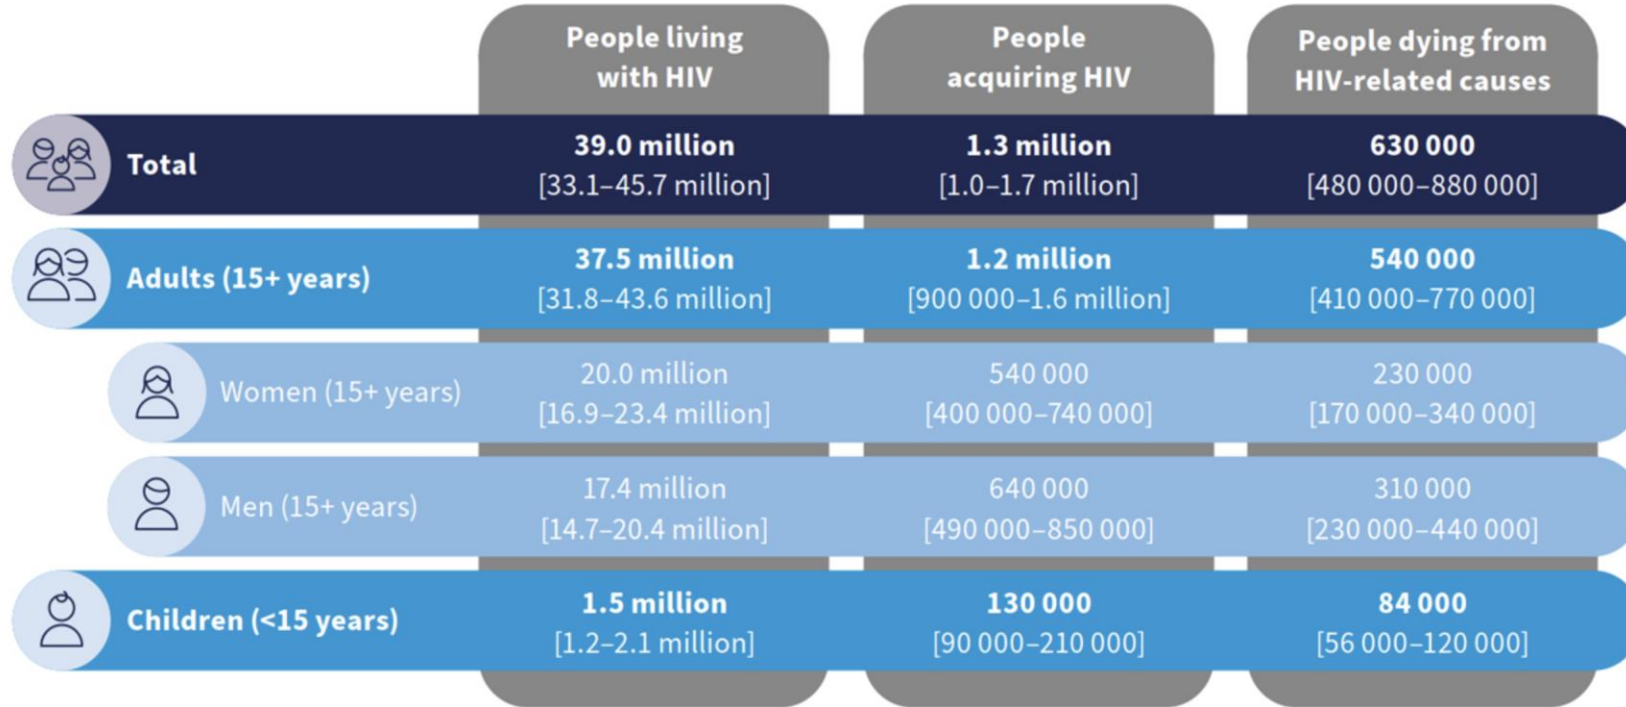 People living
with HIV
People
acquiring HIV
People dying from
HIV-related causes
Total
39.0 million
[33.1–45.7 million]
1.3 million
[1.0–1.7 million]
630 000
[480 000–880 000]
Adults (15+ years)
37.5 million
[31.8–43.6 million]
1.2 million
[900 000–1.6 million]
540 000
[410 000–770 000]
Women (15+ years)
20.0 million
[16.9–23.4 million]
540 000
[400 000–740 000]
230 000
[170 000–340 000]
Men (15+ years)
17.4 million
[14.7–20.4 million]
640 000
[490 000–850 000]
310 000
[230 000–440 000]
Children (<15 years)
1.5 million
[1.2–2.1 million]
130 000
[90 000–210 000]
84 000
[56 000–120 000]